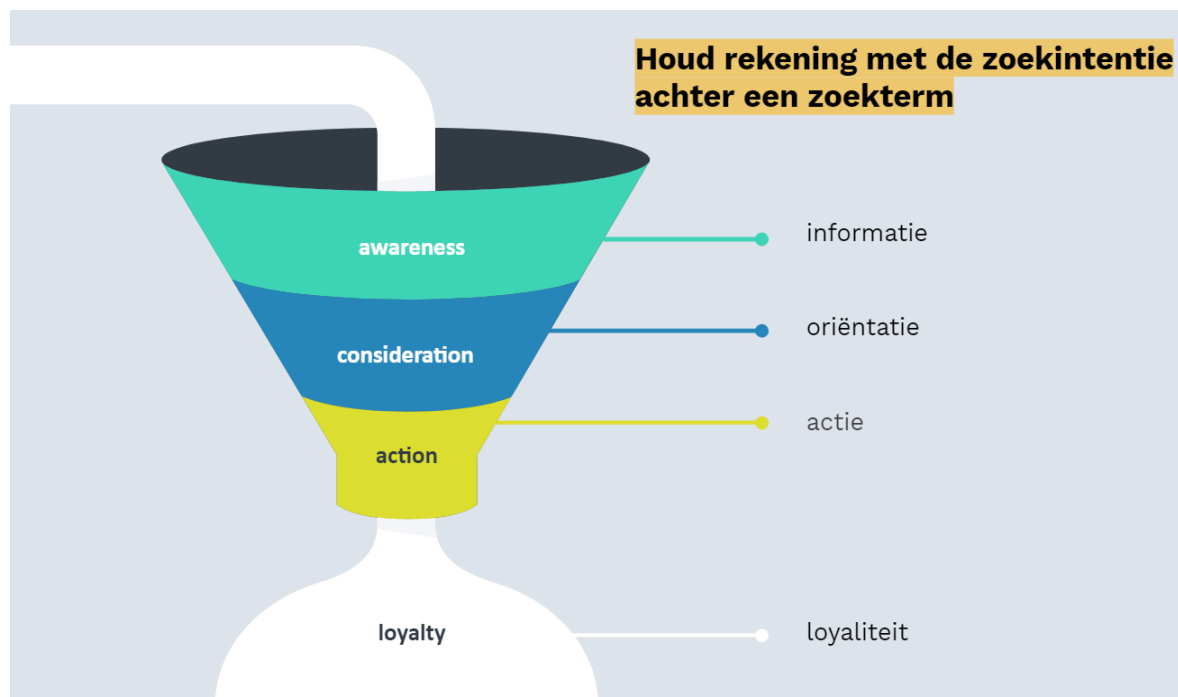 Houd rekening met de zoekintentie
achter een zoekterm
awareness
informatie
consideration
oriëntatie
action
actie
loyalty
loyaliteit